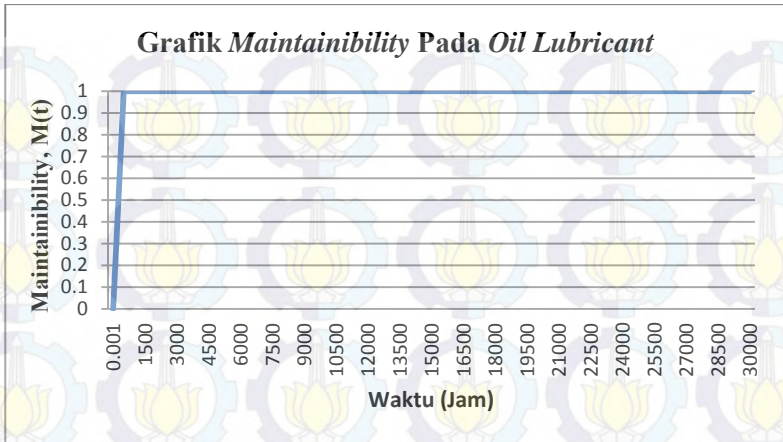 Grafik Maintainibility Pada Oil Lubricant
Maintainibility, M(t)
1
0.9
0.8
0.7
0.6
0.5
0.4
0.3
0.2
0.1
0
0.001 1500 3000 4500 6000 7500 9000 10500 12000 13500 15000 16500 18000 19500 21000 22500 24000 25500 27000 28500 30000
Waktu (Jam)